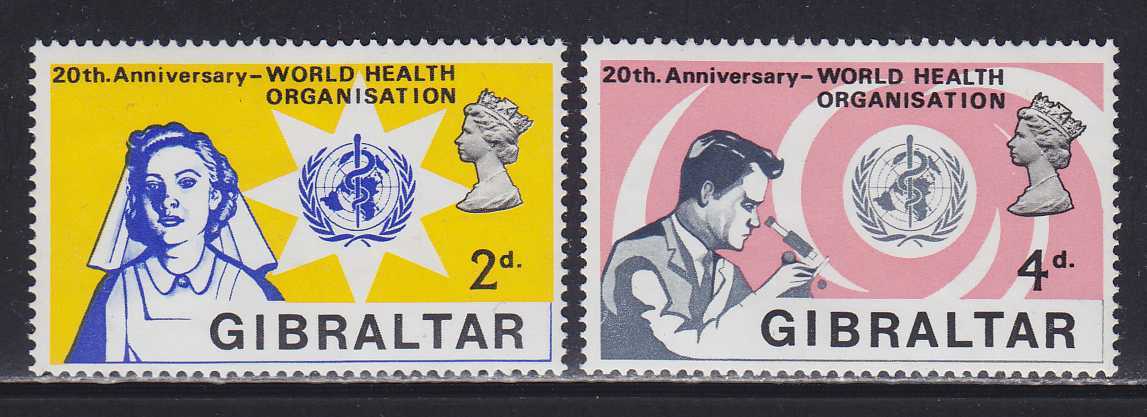 20th. Anniversary - WORLD HEALTH
ORGANISATION
2d.
GIBRALTAR
20th. Anniversary - WORLD HEALTH
ORGANISATION
4d.
GIBRALTAR